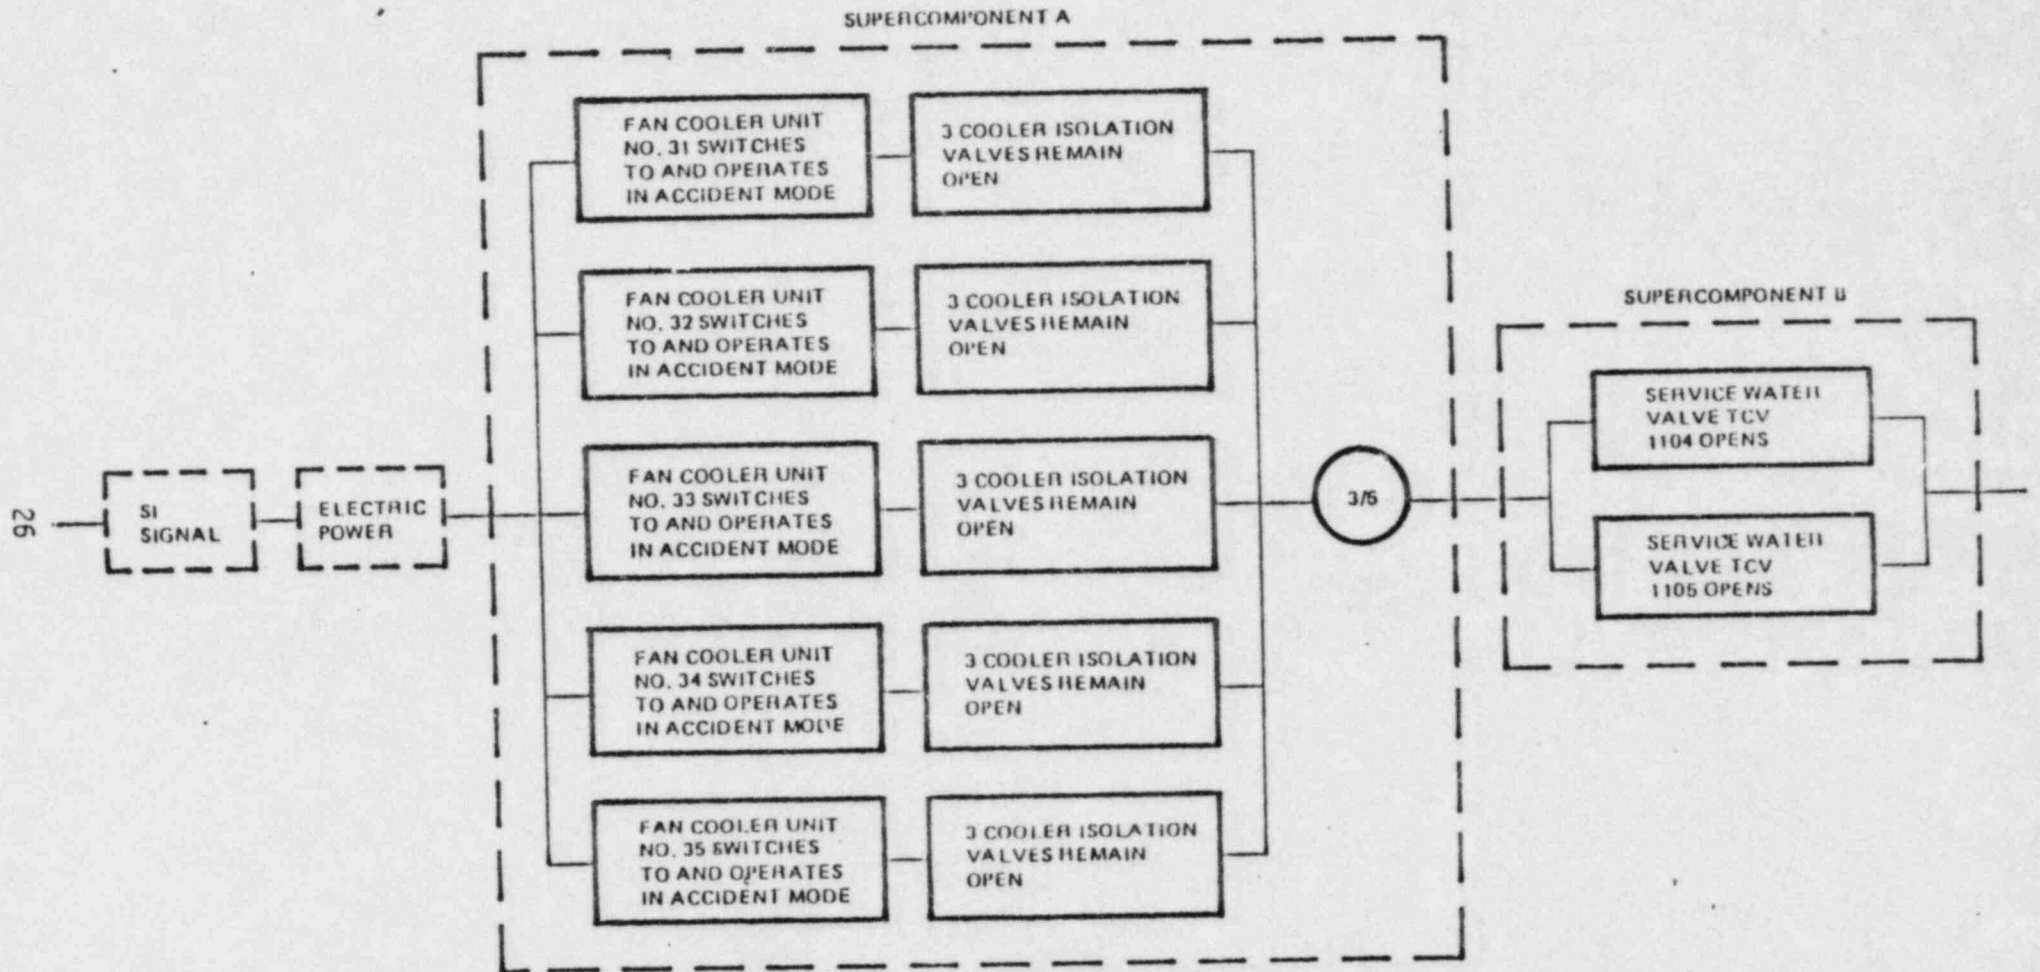 SUPERCOMPONENT A
FAN COOLER UNIT
NO. 31 SWITCHES
TO AND OPERATES
IN ACCIDENT MODE
3 COOLER ISOLATION
VALVES REMAIN
OPEN
FAN COOLER UNIT
NO. 32 SWITCHES
TO AND OPERATES
IN ACCIDENT MODE
3 COOLER ISOLATION
VALVES REMAIN
OPEN
SUPERCOMPONENT B
SERVICE WATER
VALVE TCV
1104 OPENS
26
SI
SIGNAL
ELECTRIC
POWER
FAN COOLER UNIT
NO. 33 SWITCHES
TO AND OPERATES
IN ACCIDENT MODE
3 COOLER ISOLATION
VALVES REMAIN
OPEN
3/5
SERVICE WATER
VALVE TCV
1105 OPENS
FAN COOLER UNIT
NO. 34 SWITCHES
TO AND OPERATES
IN ACCIDENT MODE
3 COOLER ISOLATION
VALVES REMAIN
OPEN
FAN COOLER UNIT
NO. 35 SWITCHES
TO AND OPERATES
IN ACCIDENT MODE
3 COOLER ISOLATION
VALVES REMAIN
OPEN